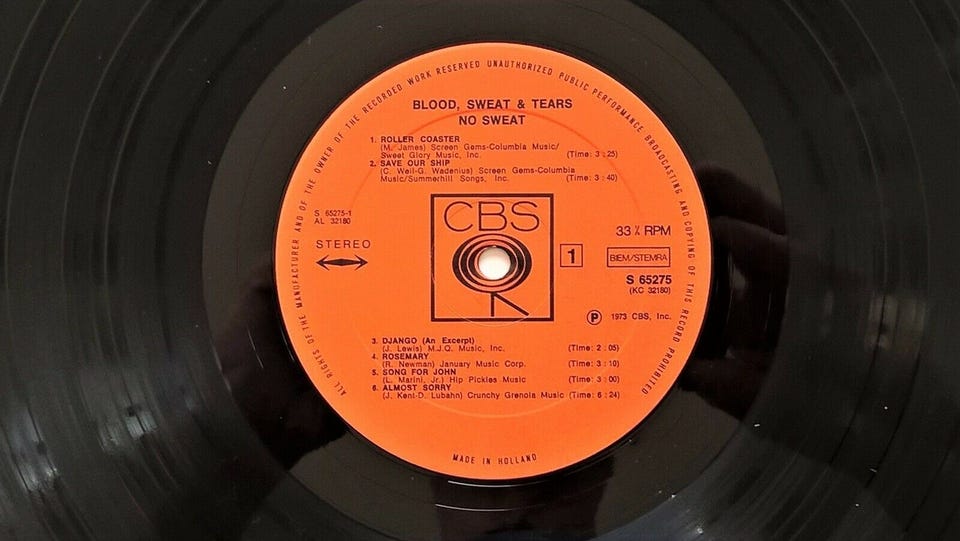 ALL RIGHTS OF THE MANUFACTURER AND OF THE OWNER OF THE RECORDED WORK RESERVED UNAUTHORIZED PUBLIC PERFORMANCE BROADCASTING AND COPYING OF THIS RECORD PROHIBITED
BLOOD, SWEAT & TEARS
NO SWEAT
1. ROLLER COASTER
(M. James) Screen Gems-Columbia Music/
Sweet Glory Music, Inc. (Time: 3:25)
2. SAVE OUR SHIP
(C. Weil-G. Wadenius) Screen Gems-Columbia
Music/Summerhill Songs, Inc. (Time: 3:40)
S 65275-1
AL 32180
STEREO
CBS
1
33⅓ RPM
BIEM/STEMRA
S 65275
(KC 32180)
℗ 1973 CBS, Inc.
3. DJANGO (An Excerpt)
(J. Lewis) M.J.Q. Music, Inc. (Time: 2:05)
4. ROSEMARY
(R. Newman) January Music Corp. (Time: 3:10)
5. SONG FOR JOHN
(L. Marini, Jr.) Hip Pickles Music (Time: 3:00)
6. ALMOST SORRY
(J. Kent-D. Lubahn) Crunchy Grenola Music (Time: 6:24)
MADE IN HOLLAND